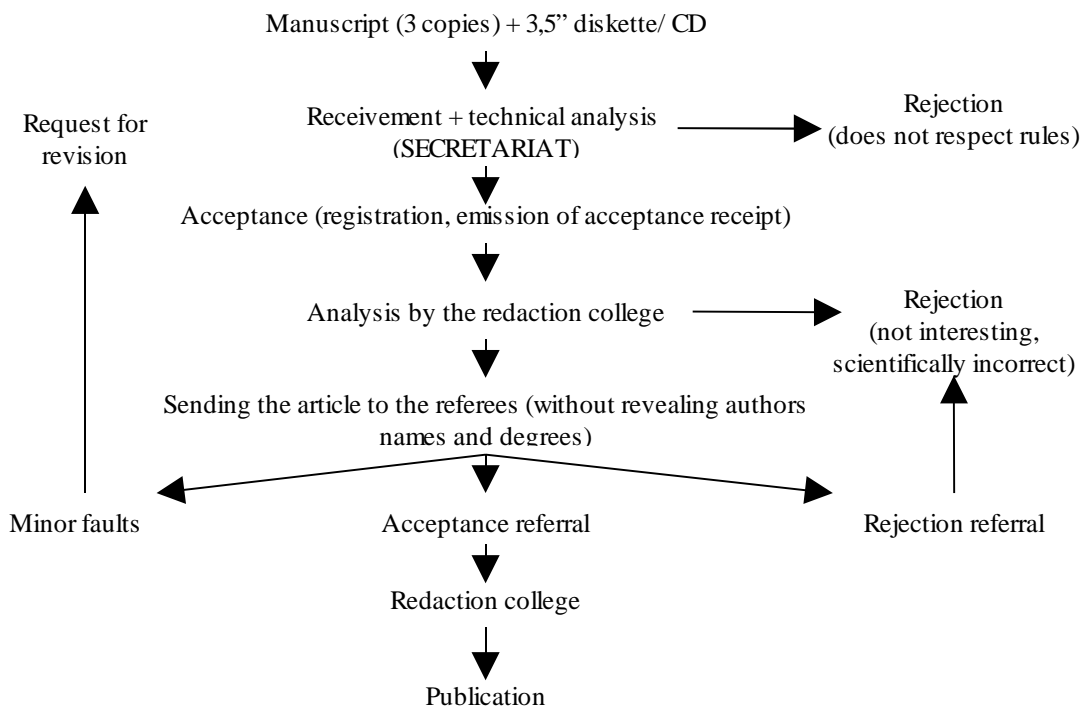 Manuscript (3 copies) + 3,5” diskette/ CD
Request for
revision
Receivement + technical analysis
(SECRETARIAT)
Rejection
(does not respect rules)
Acceptance (registration, emission of acceptance receipt)
Analysis by the redaction college
Rejection
(not interesting,
scientifically incorrect)
Sending the article to the referees (without revealing authors
names and degrees)
Minor faults
Acceptance referral
Rejection referral
Redaction college
Publication